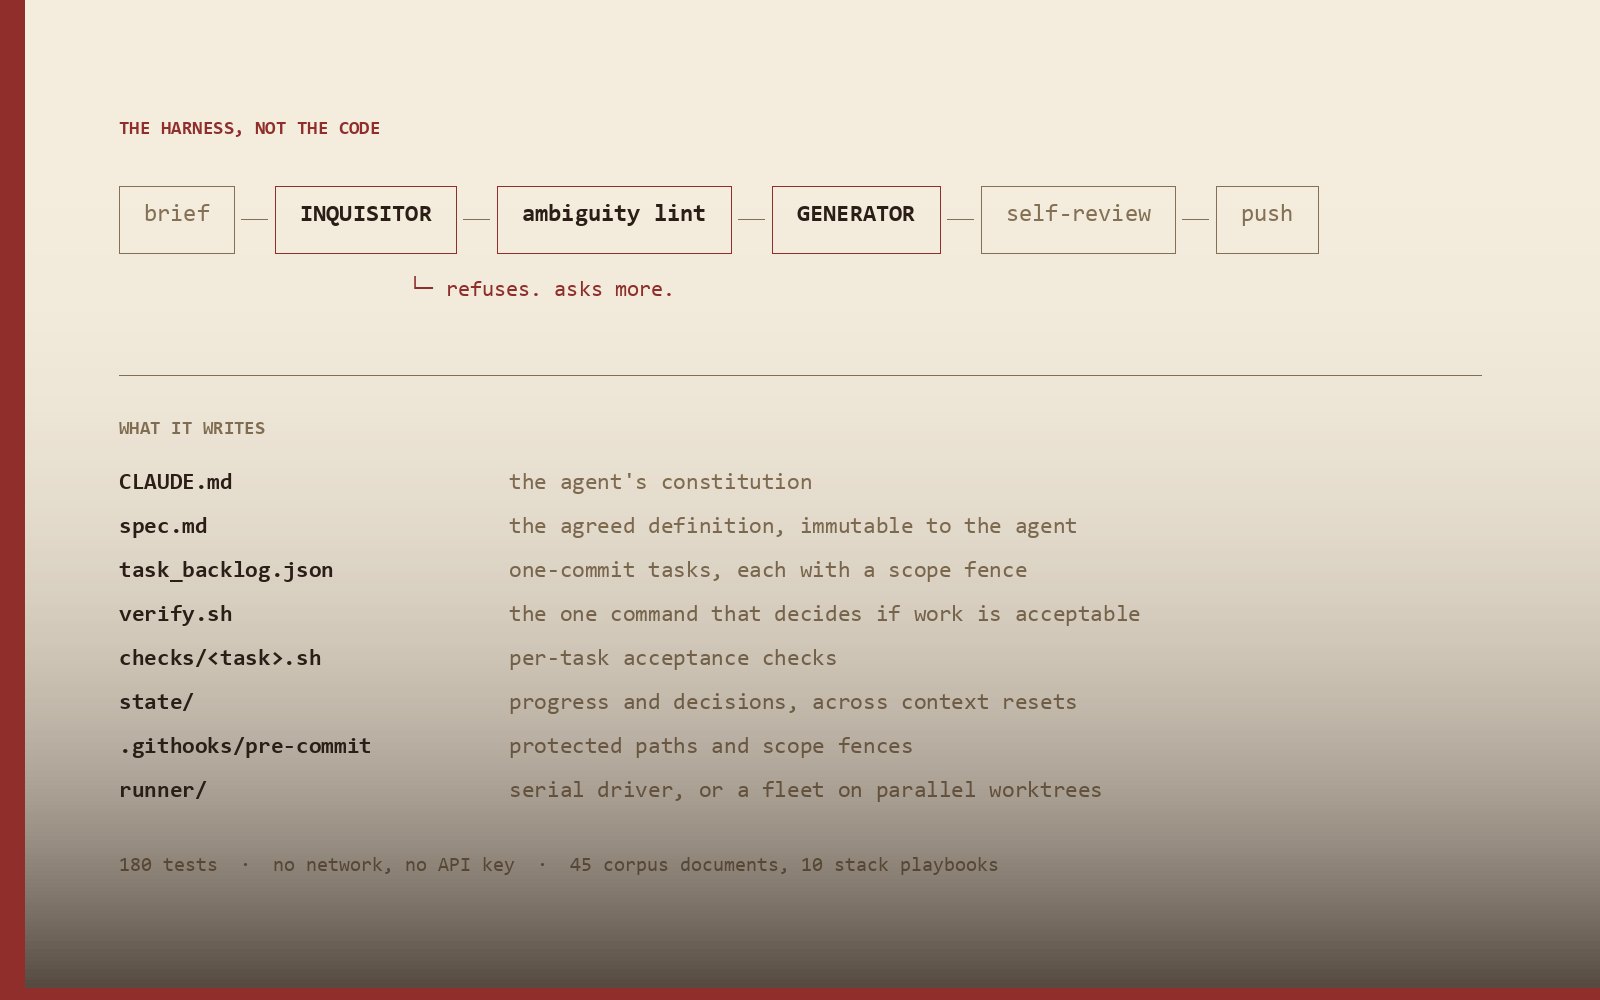 THE HARNESS, NOT THE CODE
brief INQUISITOR ambiguity lint GENERATOR self-review push
└─ refuses. asks more.
WHAT IT WRITES
CLAUDE.md the agent's constitution
spec.md the agreed definition, immutable to the agent
task_backlog.json one-commit tasks, each with a scope fence
verify.sh the one command that decides if work is acceptable
checks/<task>.sh per-task acceptance checks
state/ progress and decisions, across context resets
.githooks/pre-commit protected paths and scope fences
runner/ serial driver, or a fleet on parallel worktrees
180 tests · no network, no API key · 45 corpus documents, 10 stack playbooks